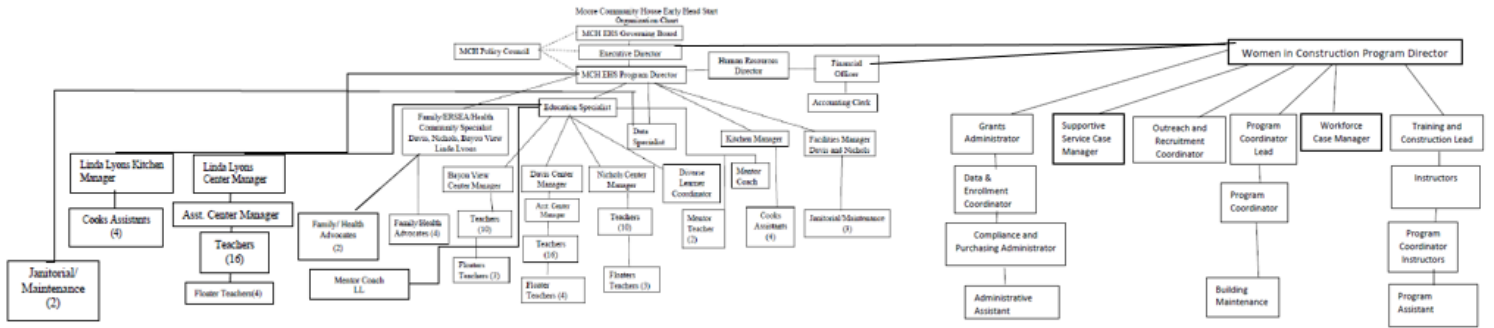 Moore Community House Early Head Start
Organization Chart
MCH EHS Governing Board
MCH Policy Council
Executive Director
Women in Construction Program Director
Human Resources
Director
Financial
Officer
MCH EHS Program Director
Accounting Clerk
Education Specialist
Family/ERSEA/Health
Community Specialist
Davis, Nichols, Bayou View
Linda Lyons
Data
Specialist
Kitchen Manager
Facilities Manager
Davis and Nichols
Grants
Administrator
Supportive
Service Case
Manager
Outreach and
Recruitment
Coordinator
Program
Coordinator
Lead
Workforce
Case Manager
Training and
Construction Lead
Linda Lyons Kitchen
Manager
Linda Lyons
Center Manager
Bayou View
Center Manager
Davis Center
Manager
Nichols Center
Manager
Diverse
Learner
Coordinator
Mentor
Coach
Data &
Enrollment
Coordinator
Program
Coordinator
Instructors
Cooks Assistants
(4)
Asst. Center Manager
Family/ Health
Advocates
(2)
Family/Health
Advocates (4)
Teachers
(10)
Asst. Center
Manager
Teachers
(10)
Mentor
Teacher
(2)
Cooks
Assistants
(4)
Janitorial/Maintenance
(3)
Compliance and
Purchasing Administrator
Program
Coordinator
Instructors
Teachers
(16)
Teachers
(16)
Janitorial/
Maintenance
(2)
Floater Teachers(4)
Mentor Coach
LL
Floaters
Teachers (3)
Floater
Teachers (4)
Floaters
Teachers (3)
Administrative
Assistant
Building
Maintenance
Program
Assistant